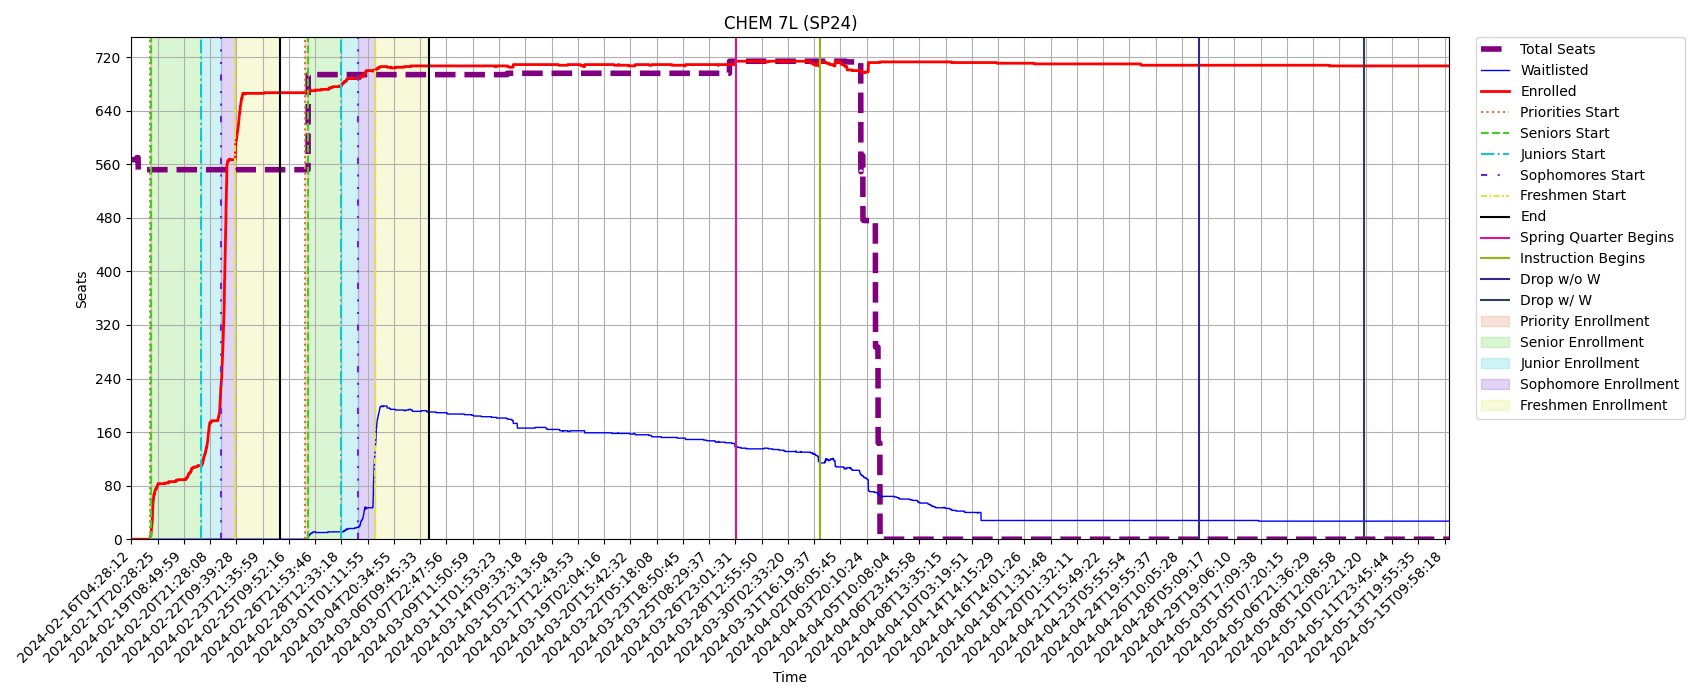 CHEM 7L (SP24)
Seats
720
640
560
480
400
320
240
160
80
0
2024-02-16T04:28:12
2024-02-17T20:28:25
2024-02-19T08:49:59
2024-02-20T21:28:08
2024-02-22T09:39:28
2024-02-23T21:35:59
2024-02-25T09:52:16
2024-02-26T21:53:46
2024-02-28T12:33:18
2024-03-01T01:11:55
2024-03-04T20:34:55
2024-03-06T09:45:33
2024-03-07T22:47:56
2024-03-09T11:50:59
2024-03-11T11:53:23
2024-03-14T09:33:18
2024-03-15T23:13:58
2024-03-17T12:43:53
2024-03-19T02:04:16
2024-03-20T15:42:32
2024-03-22T05:18:08
2024-03-23T18:50:45
2024-03-25T08:29:37
2024-03-26T23:01:31
2024-03-28T12:55:50
2024-03-30T02:33:20
2024-03-31T16:19:37
2024-04-02T06:05:45
2024-04-03T20:10:24
2024-04-05T10:08:04
2024-04-06T23:45:58
2024-04-08T13:35:15
2024-04-10T03:19:51
2024-04-14T14:15:29
2024-04-16T14:01:26
2024-04-18T11:31:48
2024-04-20T01:32:11
2024-04-21T15:49:22
2024-04-23T05:55:54
2024-04-24T19:55:37
2024-04-26T10:05:28
2024-04-28T05:09:17
2024-04-29T19:06:10
2024-05-03T17:09:38
2024-05-05T07:20:15
2024-05-06T21:36:29
2024-05-08T12:08:58
2024-05-10T02:21:20
2024-05-11T23:45:44
2024-05-13T19:55:35
2024-05-15T09:58:18
Time
Total Seats
Waitlisted
Enrolled
Priorities Start
Seniors Start
Juniors Start
Sophomores Start
Freshmen Start
End
Spring Quarter Begins
Instruction Begins
Drop w/o W
Drop w/ W
Priority Enrollment
Senior Enrollment
Junior Enrollment
Sophomore Enrollment
Freshmen Enrollment